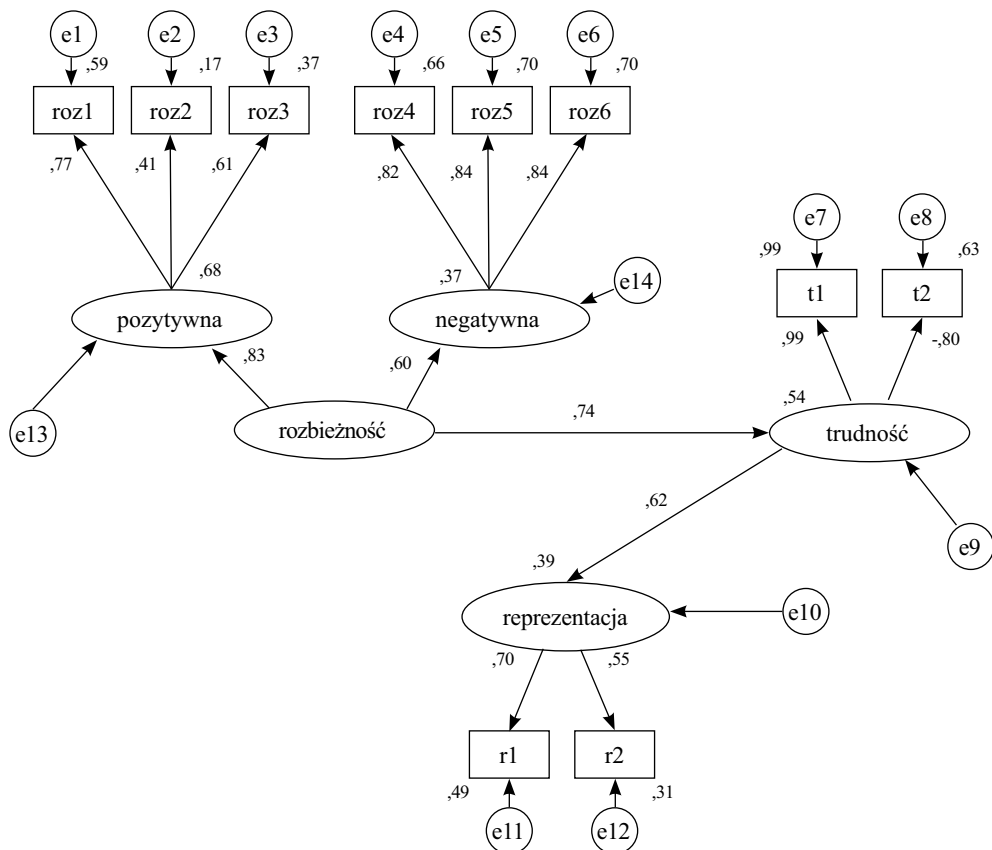 e1 e2 e3 e4 e5 e6
,59 ,17 ,37 ,66 ,70 ,70
roz1 roz2 roz3 roz4 roz5 roz6
,77 ,41 ,61 ,82 ,84 ,84
e7 e8
,99 ,63
,68 ,37 e14 t1 t2
pozytywna negatywna
,99 -,80
,83 ,60
,54
e13 rozbieżność ,74 trudność
,62
e9
,39
reprezentacja e10
,70 ,55
r1 r2
,49 ,31
e11 e12